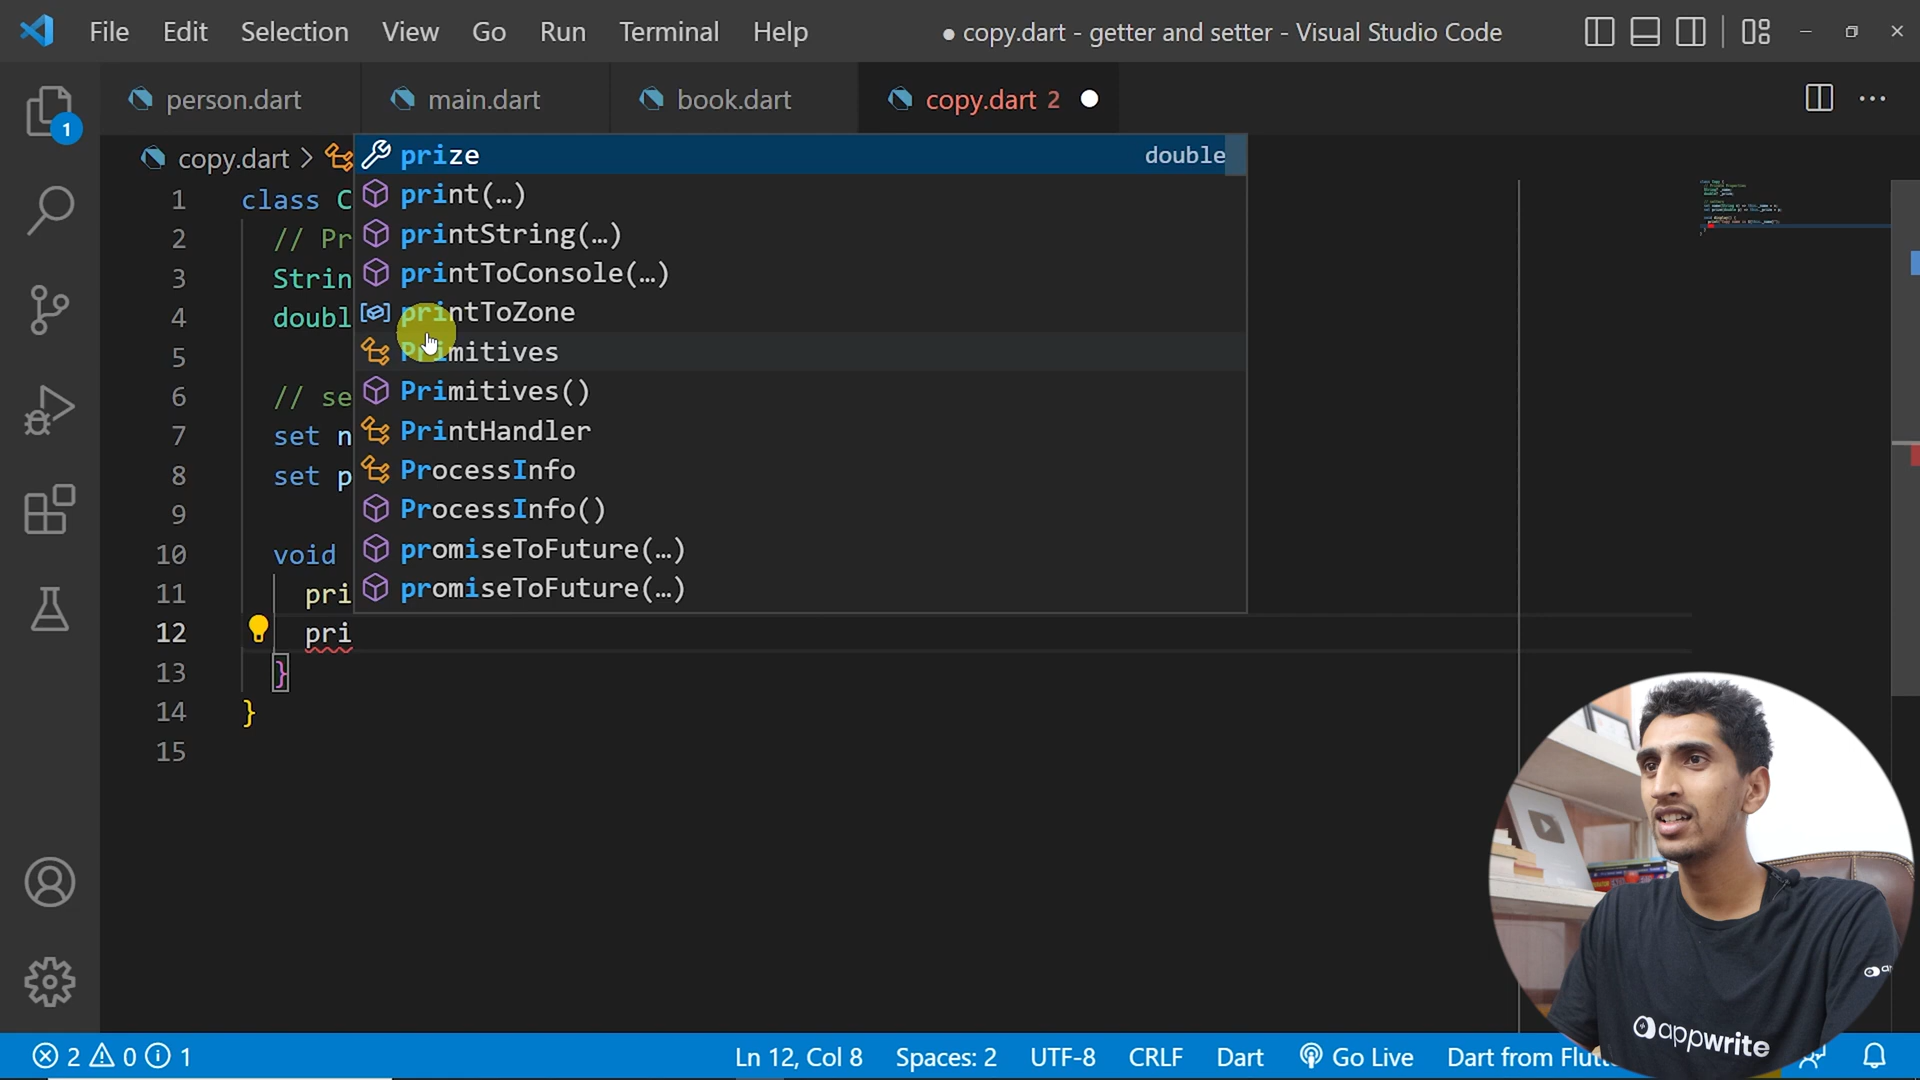 File Edit Selection View Go Run Terminal Help
● copy.dart - getter and setter - Visual Studio Code
person.dart main.dart book.dart copy.dart 2
1
copy.dart >
prize double
print(…)
printString(…)
printToConsole(…)
printToZone
Primitives
Primitives()
PrintHandler
ProcessInfo
ProcessInfo()
promiseToFuture(…)
promiseToFuture(…)
1 class C
2 // Pr
3 Strin
4 doubl
5
6 // se
7 set n
8 set p
9
10 void
11 pri
12 pri
13 }
14 }
15
appwrite
2 0 1 Ln 12, Col 8 Spaces: 2 UTF-8 CRLF Dart Go Live Dart from Flutt